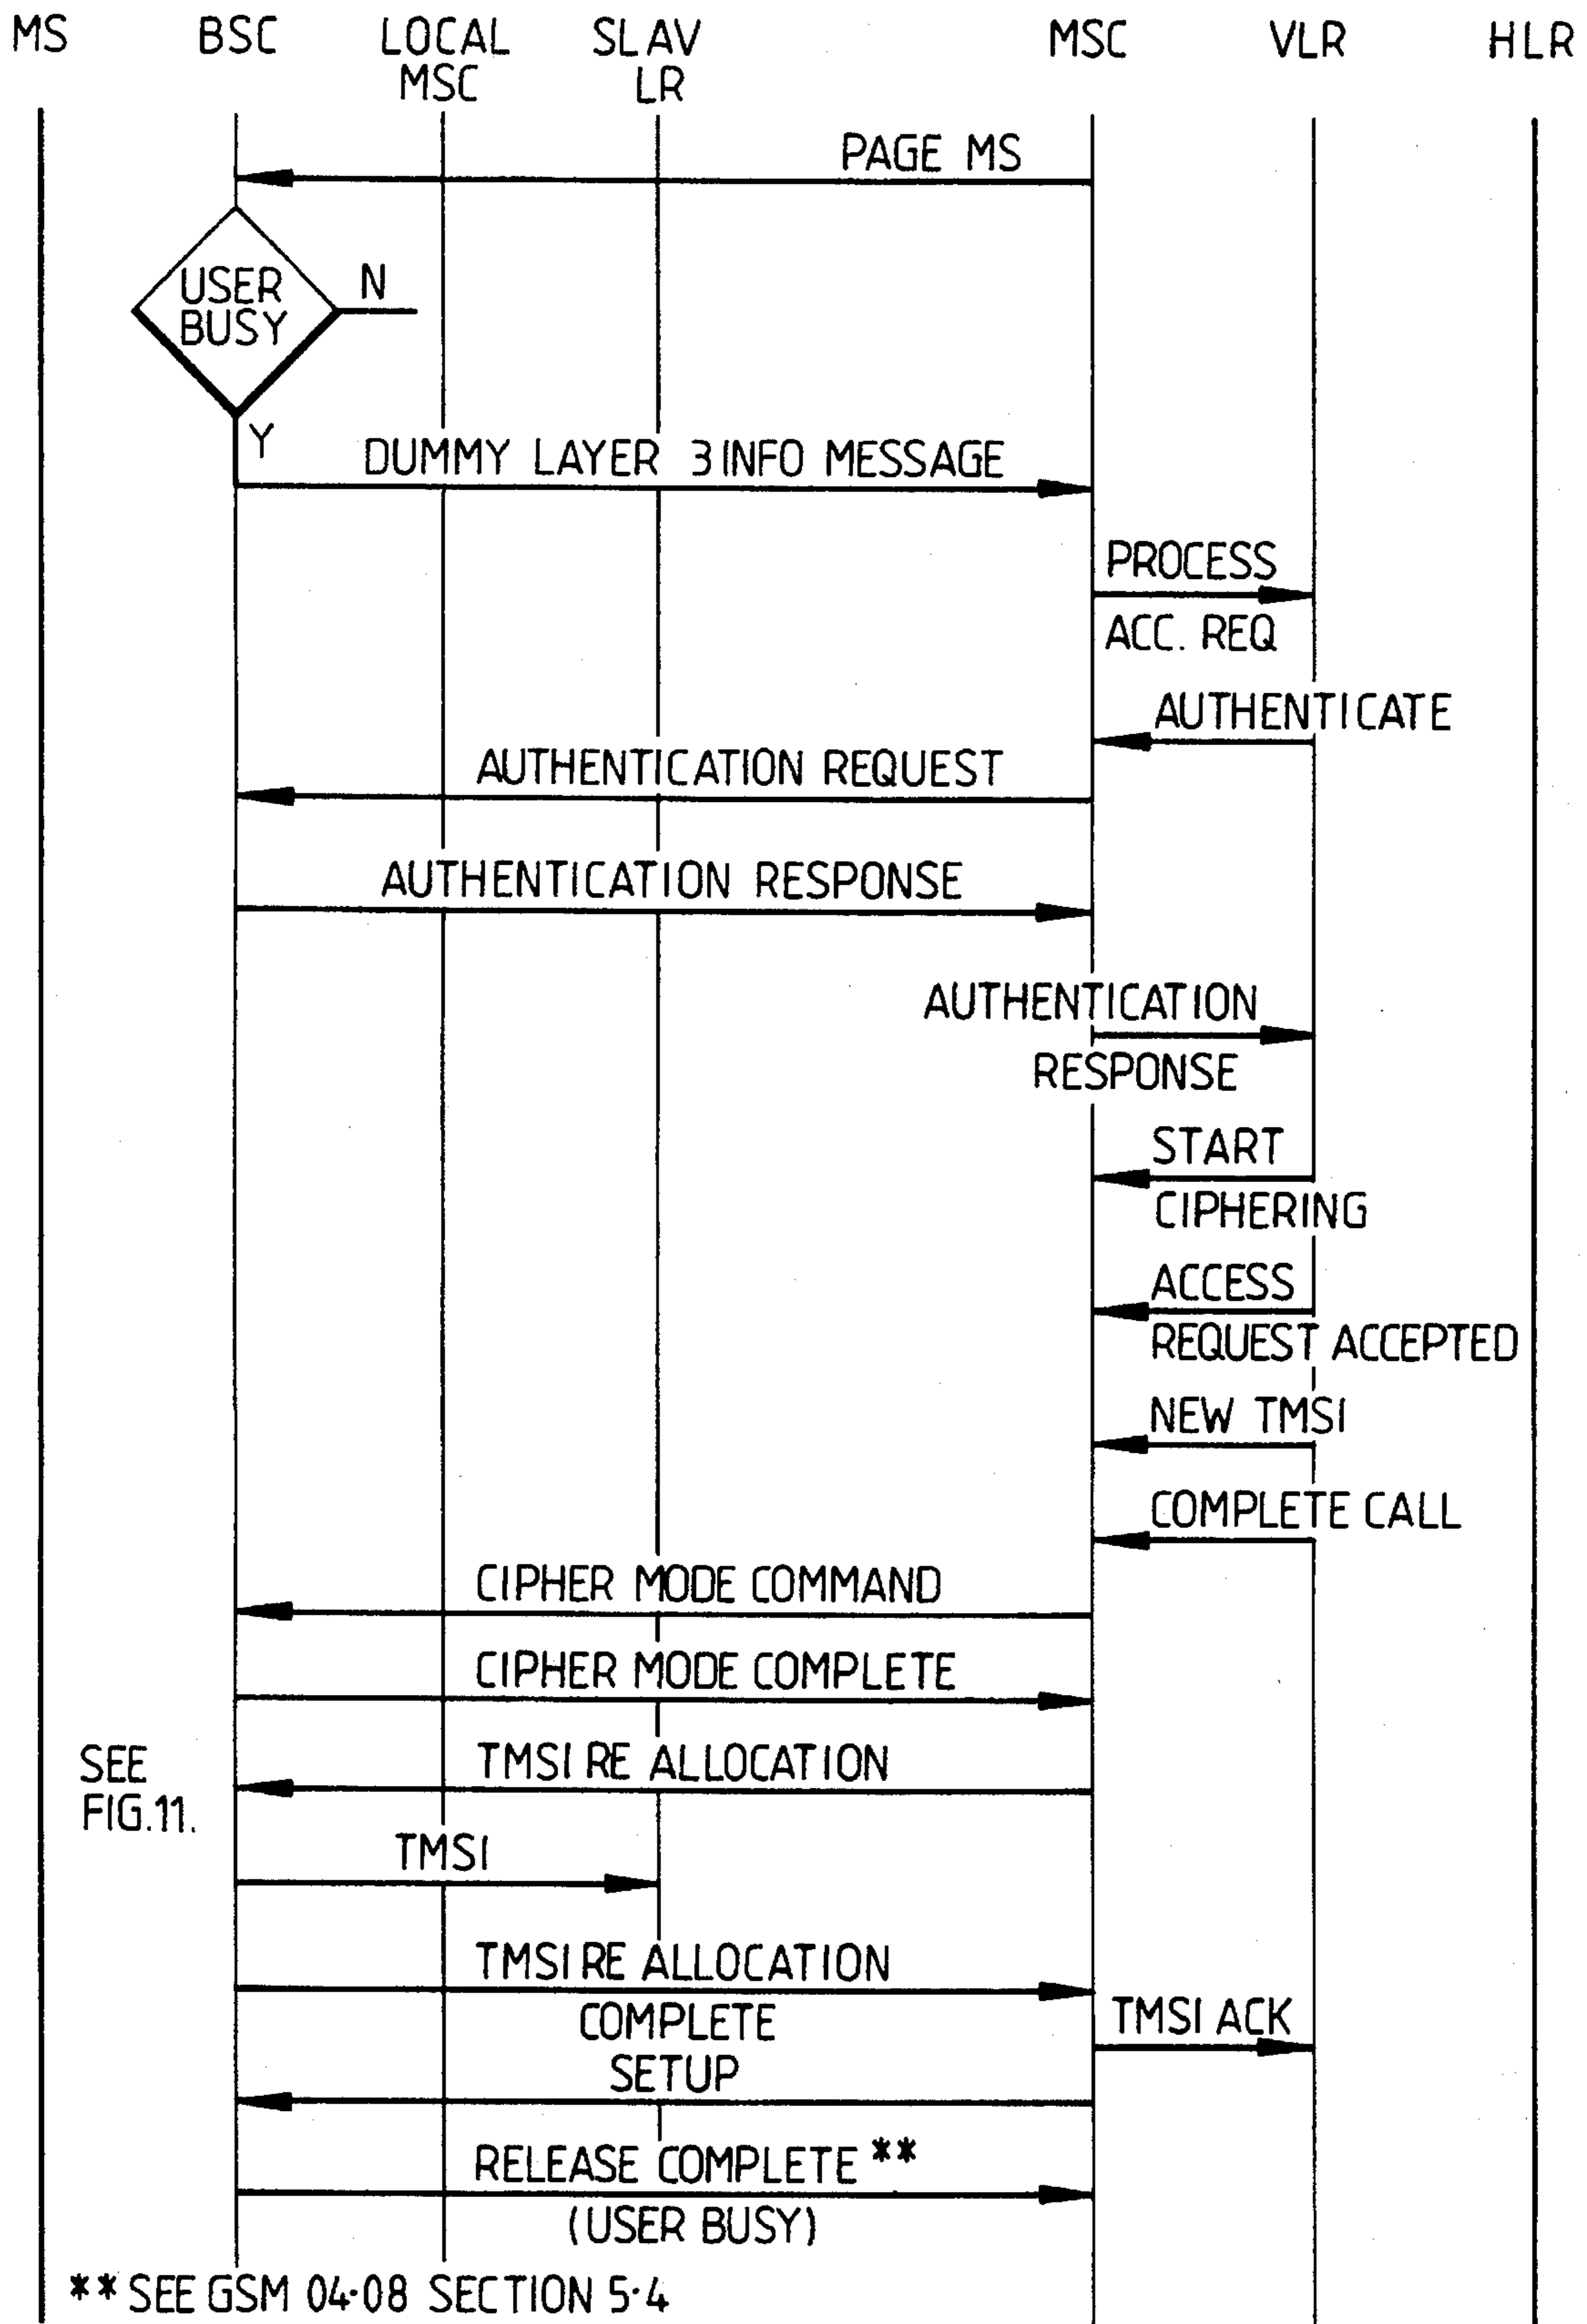 MS BSC LOCAL SLAV MSC VLR HLR
MSC LR
PAGE MS
USER N
BUSY
Y
DUMMY LAYER 3 INFO MESSAGE
PROCESS
ACC. REQ
AUTHENTICATE
AUTHENTICATION REQUEST
AUTHENTICATION RESPONSE
AUTHENTICATION
RESPONSE
START
CIPHERING
ACCESS
REQUEST ACCEPTED
NEW TMSI
COMPLETE CALL
CIPHER MODE COMMAND
CIPHER MODE COMPLETE
TMSI RE ALLOCATION
SEE
FIG.11.
TMSI
TMSI RE ALLOCATION
COMPLETE
TMSI ACK
SETUP
RELEASE COMPLETE **
(USER BUSY)
** SEE GSM 04·08 SECTION 5·4